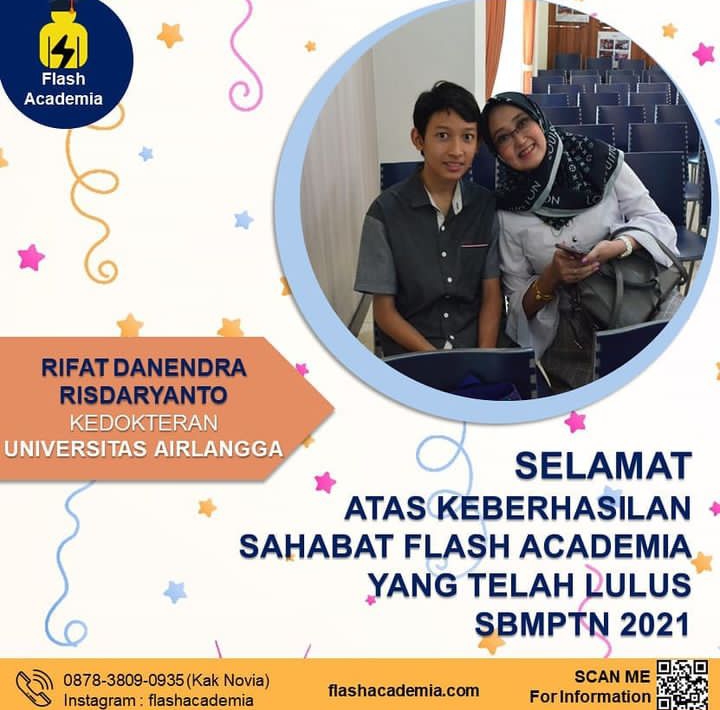 Flash
Academia
RIFAT DANENDRA
RISDARYANTO
KEDOKTERAN
UNIVERSITAS AIRLANGGA
SELAMAT
ATAS KEBERHASILAN
SAHABAT FLASH ACADEMIA
YANG TELAH LULUS
SBMPTN 2021
0878-3809-0935 (Kak Novia)
Instagram : flashacademia
flashacademia.com
SCAN ME
For Information